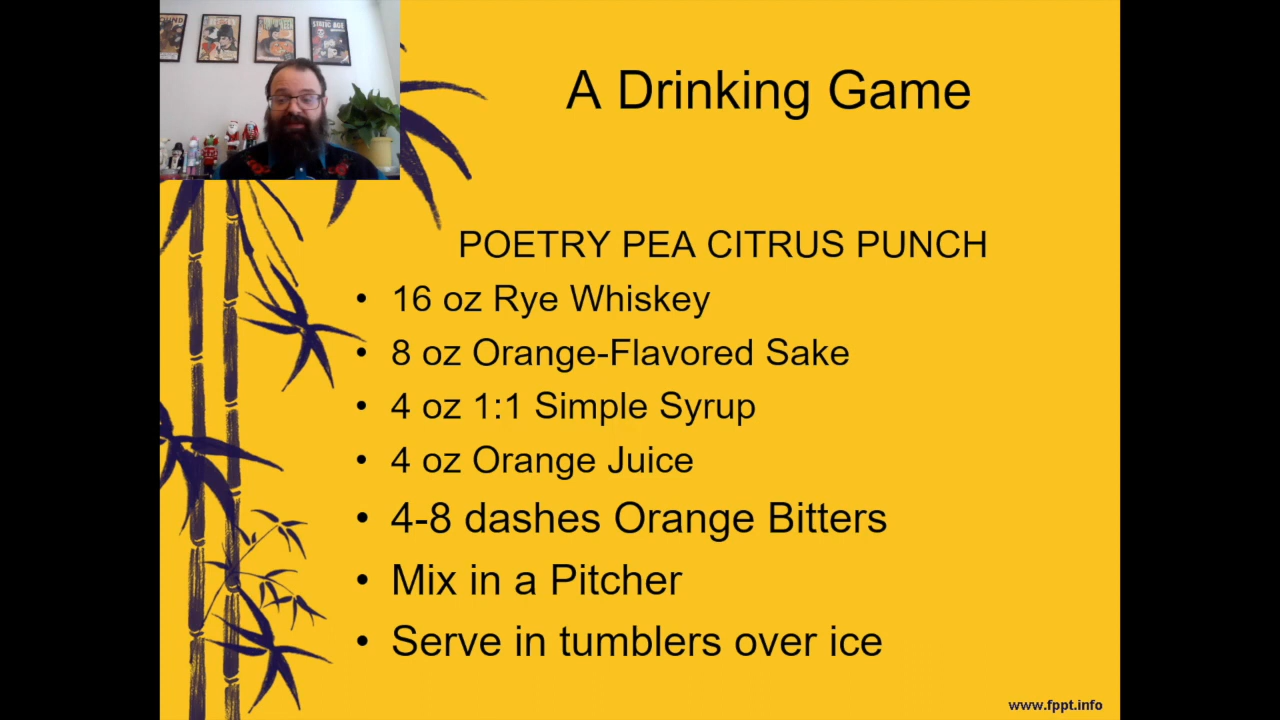 A Drinking Game
POETRY PEA CITRUS PUNCH
• 16 oz Rye Whiskey
• 8 oz Orange-Flavored Sake
• 4 oz 1:1 Simple Syrup
• 4 oz Orange Juice
• 4-8 dashes Orange Bitters
• Mix in a Pitcher
• Serve in tumblers over ice
www.fppt.info